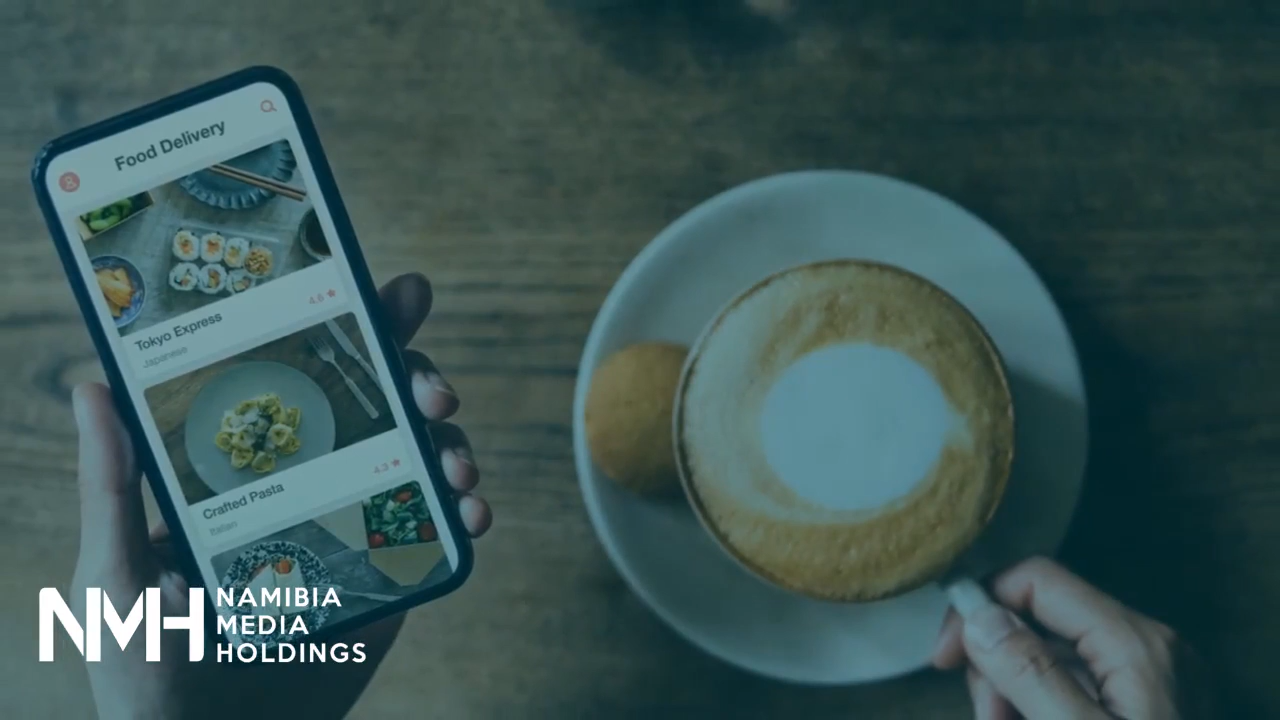 Food Delivery
4.6
Tokyo Express
Japanese
4.3
Crafted Pasta
Italian
NMH
NAMIBIA
MEDIA
HOLDINGS